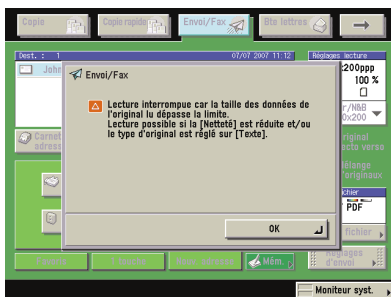 Copie
Copie rapide
Envoi/Fax
Bte lettres
Dest. : 1
07/07 2007 11:12
Réglages lecture
John
:200ppp
100 %
Envoi/Fax
Lecture interrompue car la taille des données de
l'original lu dépasse la limite.
Lecture possible si la [Netteté] est réduite et/ou
le type d'original est réglé sur [Texte].
r/N&B
0x200
Carnet
adress
riginal
ecto verso
élange
'originaux
ichier
PDF
fichier
OK
Mém.
Réglages
d'envoi
Moniteur syst.